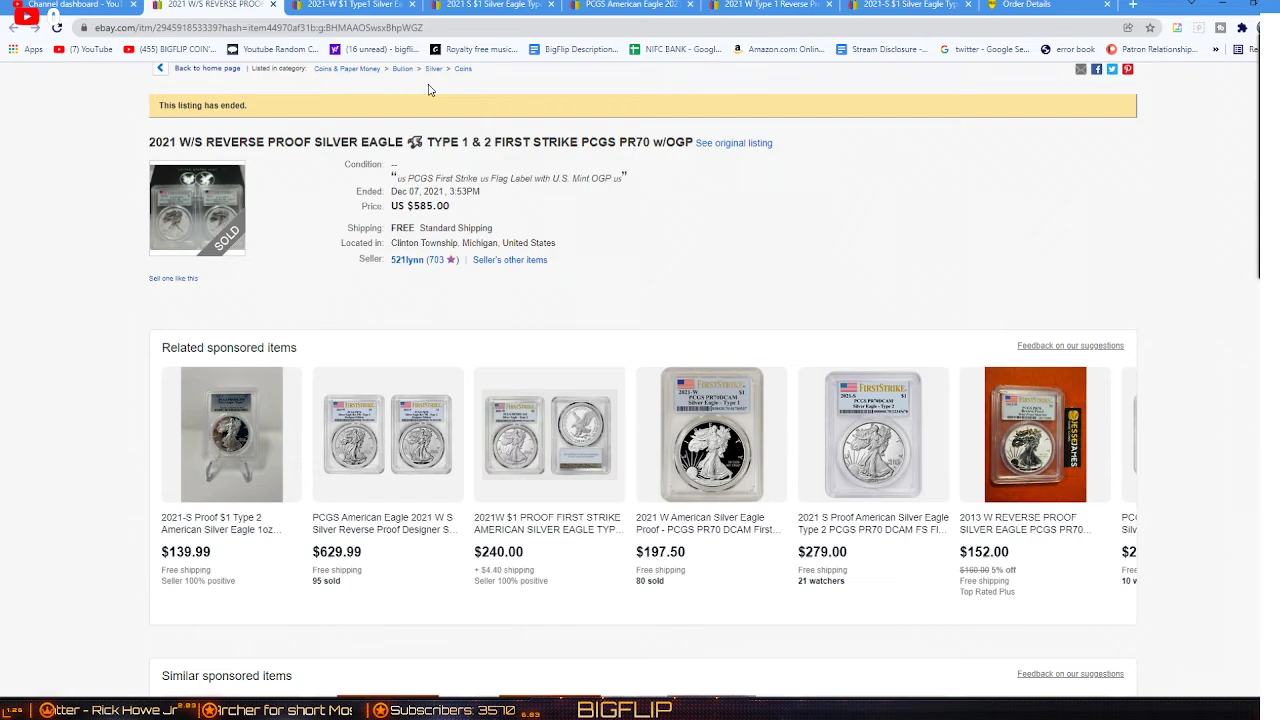 Channel dashboard - You
2021 W/S REVERSE PROOF
2021-W $1 Type1 Silver Ea
2021 S $1 Silver Eagle Typ
PCGS American Eagle 202
2021 W Type 1 Reverse P
2021-S $1 Silver Eagle Typ
Order Details
ebay.com/itm/294591853339?hash=item44970af31b:g:BHMAAOSwsxBhpWGZ
Apps
(7) YouTube
(455) BIGFLIP COIN'...
Youtube Random C...
(16 unread) - bigfli...
Royalty free music...
BigFlip Description...
NIFC BANK - Googl...
Amazon.com: Onlin...
Stream Disclosure -...
twitter - Google Se...
error book
Patron Relationship...
»
Back to home page | Listed in category: Coins & Paper Money > Bullion > Silver > Coins
This listing has ended.
2021 W/S REVERSE PROOF SILVER EAGLE TYPE 1 & 2 FIRST STRIKE PCGS PR70 w/OGP See original listing
SOLD
Sell one like this
Condition: --
“us PCGS First Strike us Flag Label with U.S. Mint OGP us”
Ended: Dec 07, 2021, 3:53PM
Price: US $585.00
Shipping: FREE Standard Shipping
Located in: Clinton Township, Michigan, United States
Seller: 521lynn (703 ★) | Seller's other items
Related sponsored items
Feedback on our suggestions
2021-S Proof $1 Type 2
American Silver Eagle 1oz...
$139.99
Free shipping
Seller 100% positive
PCGS American Eagle 2021 W S
Silver Reverse Proof Designer S...
$629.99
Free shipping
95 sold
2021W $1 PROOF FIRST STRIKE
AMERICAN SILVER EAGLE TYP...
$240.00
+ $4.40 shipping
Seller 100% positive
2021 W American Silver Eagle
Proof - PCGS PR70 DCAM First...
$197.50
Free shipping
80 sold
2021 S Proof American Silver Eagle
Type 2 PCGS PR70 DCAM FS Fl...
$279.00
Free shipping
21 watchers
2013 W REVERSE PROOF
SILVER EAGLE PCGS PR70...
$152.00
$160.00 5% off
Free shipping
Top Rated Plus
Similar sponsored items
Feedback on our suggestions
itter - Rick Howe Jr
Archer for short Mos
Subscribers: 3570
BIGFLIP